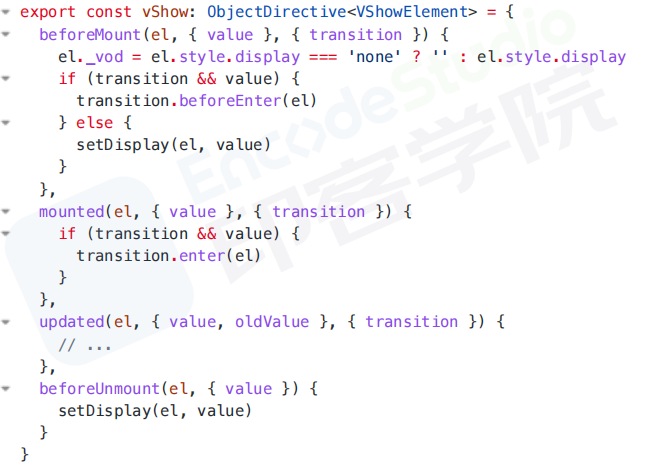 export const vShow: ObjectDirective<VShowElement> = {
  beforeMount(el, { value }, { transition }) {
    el._vod = el.style.display === 'none' ? '' : el.style.display
    if (transition && value) {
      transition.beforeEnter(el)
    } else {
      setDisplay(el, value)
    }
  },
  mounted(el, { value }, { transition }) {
    if (transition && value) {
      transition.enter(el)
    }
  },
  updated(el, { value, oldValue }, { transition }) {
    // ...
  },
  beforeUnmount(el, { value }) {
    setDisplay(el, value)
  }
}
EncodeStudio
印客学院